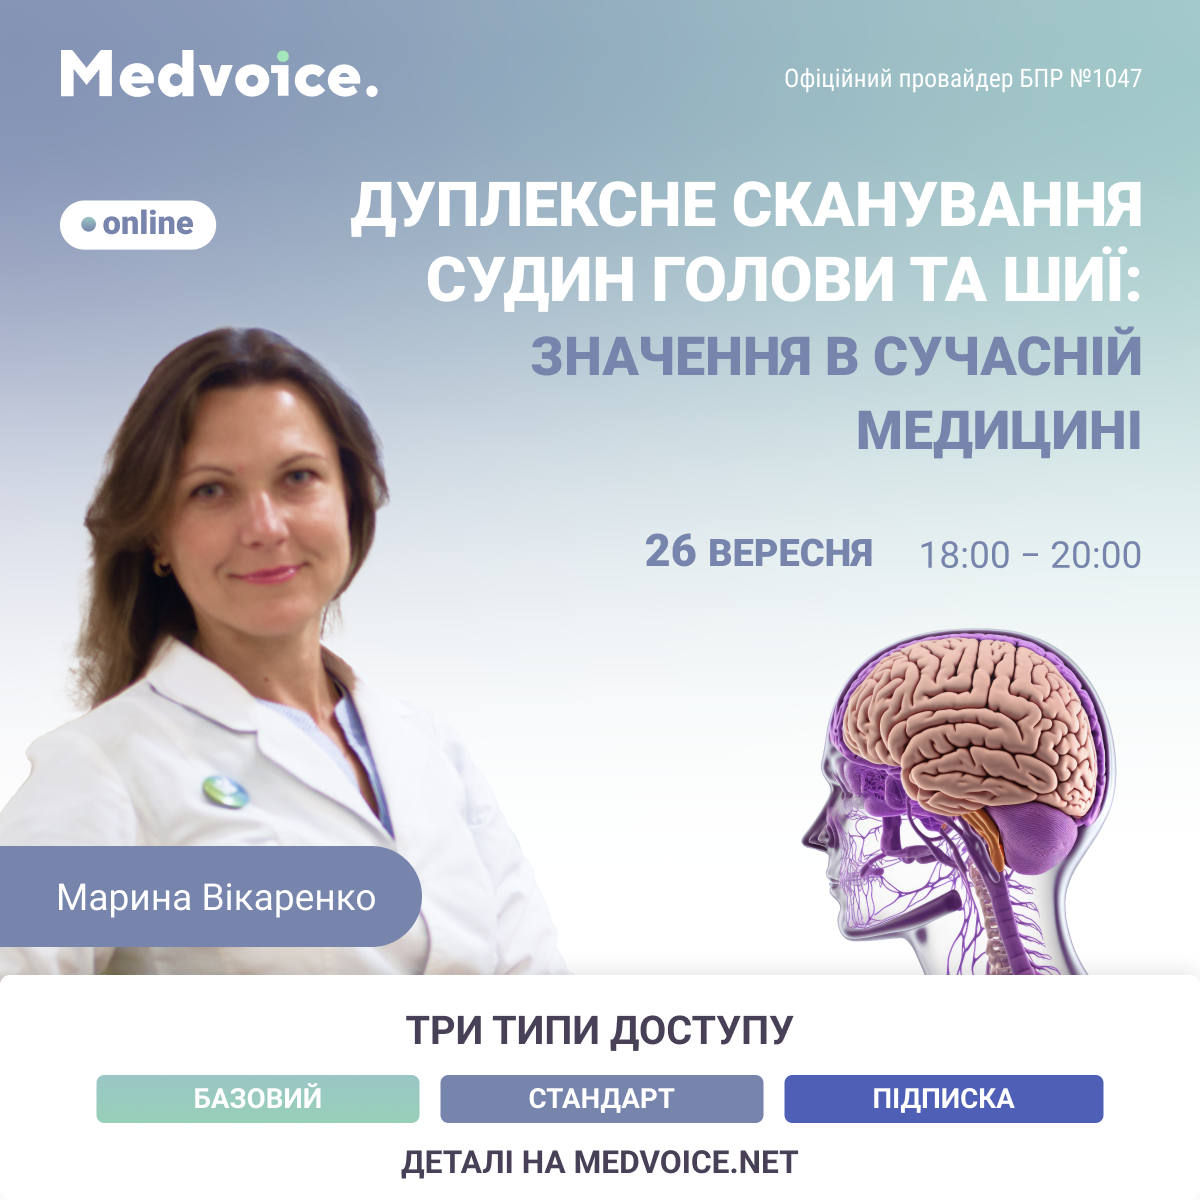 Medvoice.
Офіційний провайдер БПР №1047
online
ДУПЛЕКСНЕ СКАНУВАННЯ
СУДИН ГОЛОВИ ТА ШИЇ:
ЗНАЧЕННЯ В СУЧАСНІЙ
МЕДИЦИНІ
26 ВЕРЕСНЯ 18:00 – 20:00
Марина Вікаренко
ТРИ ТИПИ ДОСТУПУ
БАЗОВИЙ СТАНДАРТ ПІДПИСКА
ДЕТАЛІ НА MEDVOICE.NET